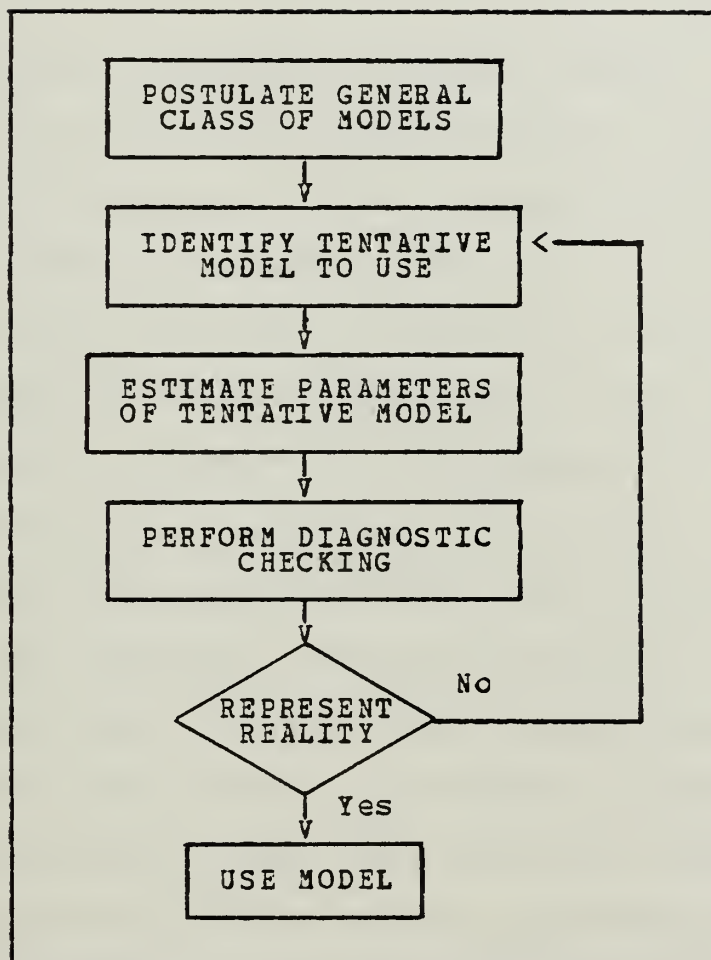 POSTULATE GENERAL
CLASS OF MODELS
IDENTIFY TENTATIVE
MODEL TO USE
ESTIMATE PARAMETERS
OF TENTATIVE MODEL
PERFORM DIAGNOSTIC
CHECKING
REPRESENT
REALITY
No
Yes
USE MODEL